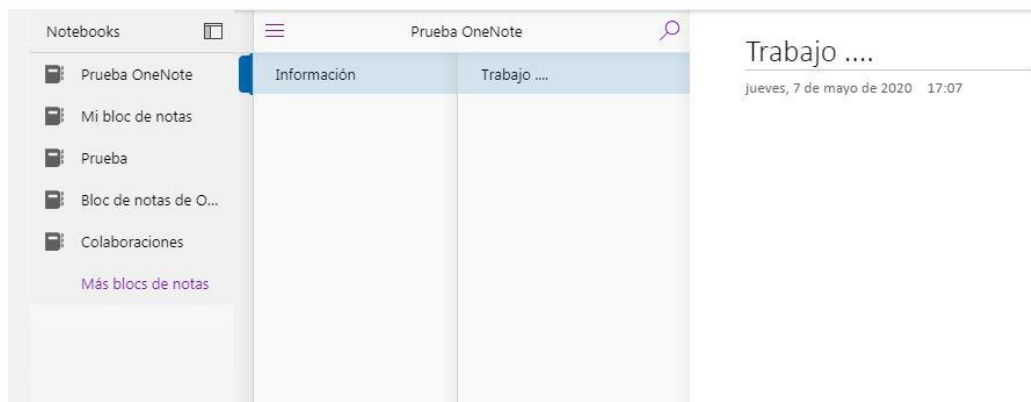 Notebooks
Prueba OneNote
Mi bloc de notas
Prueba
Bloc de notas de O...
Colaboraciones
Más blocs de notas
Prueba OneNote
Información
Trabajo ....
Trabajo ....
jueves, 7 de mayo de 2020 17:07